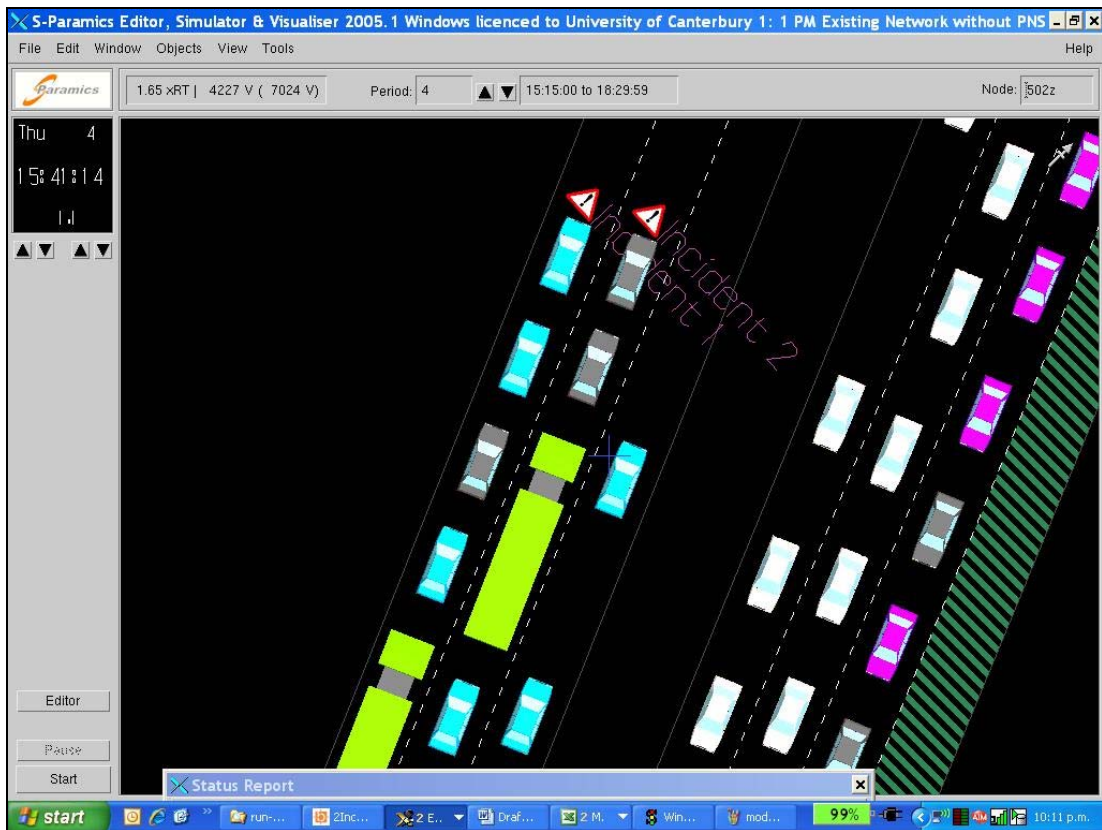 S-Paramics Editor, Simulator & Visualiser 2005.1 Windows licenced to University of Canterbury 1: 1 PM Existing Network without PNS
File Edit Window Objects View Tools Help
Paramics
1.65 xRT | 4227 V ( 7024 V)
Period: 4
15:15:00 to 18:29:59
Node: 502z
Thu 4
15:41:14
Incident 1
Incident 2
Editor
Pause
Start
Status Report
start
run-...
2Inc...
2 E..
Draf...
2 M.
Win...
mod...
99%
10:11 p.m.